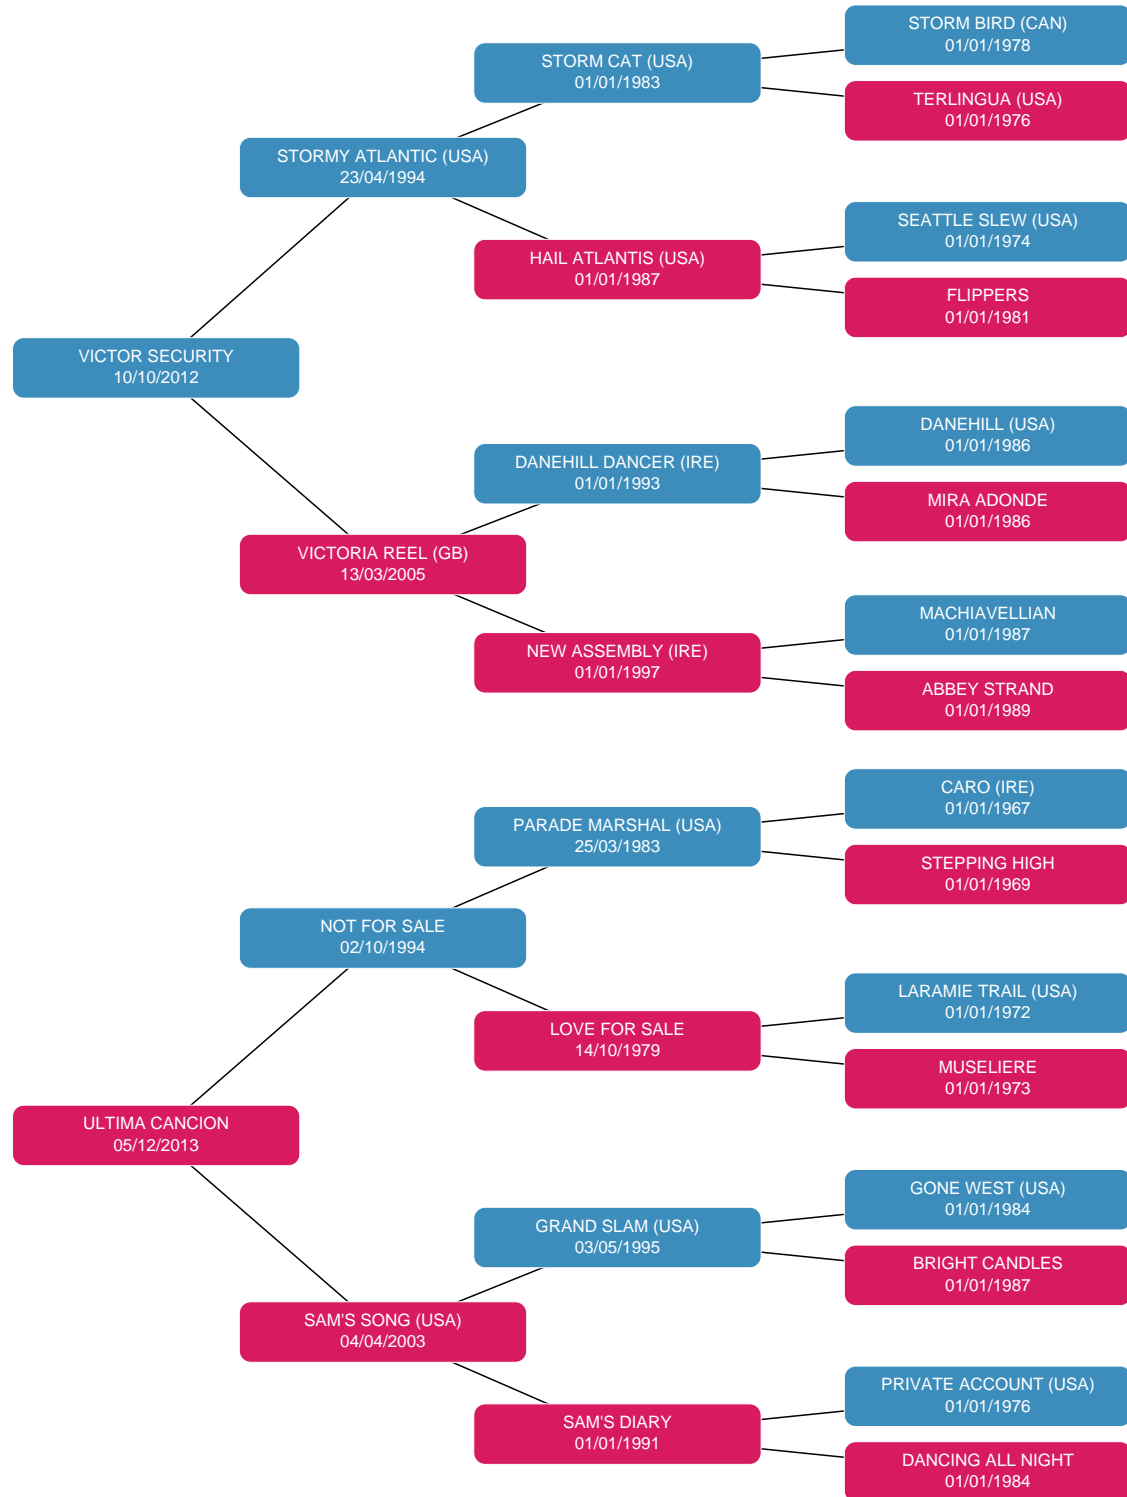 STORM BIRD (CAN)
01/01/1978
STORM CAT (USA)
01/01/1983
TERLINGUA (USA)
01/01/1976
STORMY ATLANTIC (USA)
23/04/1994
SEATTLE SLEW (USA)
01/01/1974
HAIL ATLANTIS (USA)
01/01/1987
FLIPPERS
01/01/1981
VICTOR SECURITY
10/10/2012
DANEHILL (USA)
01/01/1986
DANEHILL DANCER (IRE)
01/01/1993
MIRA ADONDE
01/01/1986
VICTORIA REEL (GB)
13/03/2005
MACHIAVELLIAN
01/01/1987
NEW ASSEMBLY (IRE)
01/01/1997
ABBEY STRAND
01/01/1989
CARO (IRE)
01/01/1967
PARADE MARSHAL (USA)
25/03/1983
STEPPING HIGH
01/01/1969
NOT FOR SALE
02/10/1994
LARAMIE TRAIL (USA)
01/01/1972
LOVE FOR SALE
14/10/1979
MUSELIERE
01/01/1973
ULTIMA CANCION
05/12/2013
GONE WEST (USA)
01/01/1984
GRAND SLAM (USA)
03/05/1995
BRIGHT CANDLES
01/01/1987
SAM'S SONG (USA)
04/04/2003
PRIVATE ACCOUNT (USA)
01/01/1976
SAM'S DIARY
01/01/1991
DANCING ALL NIGHT
01/01/1984